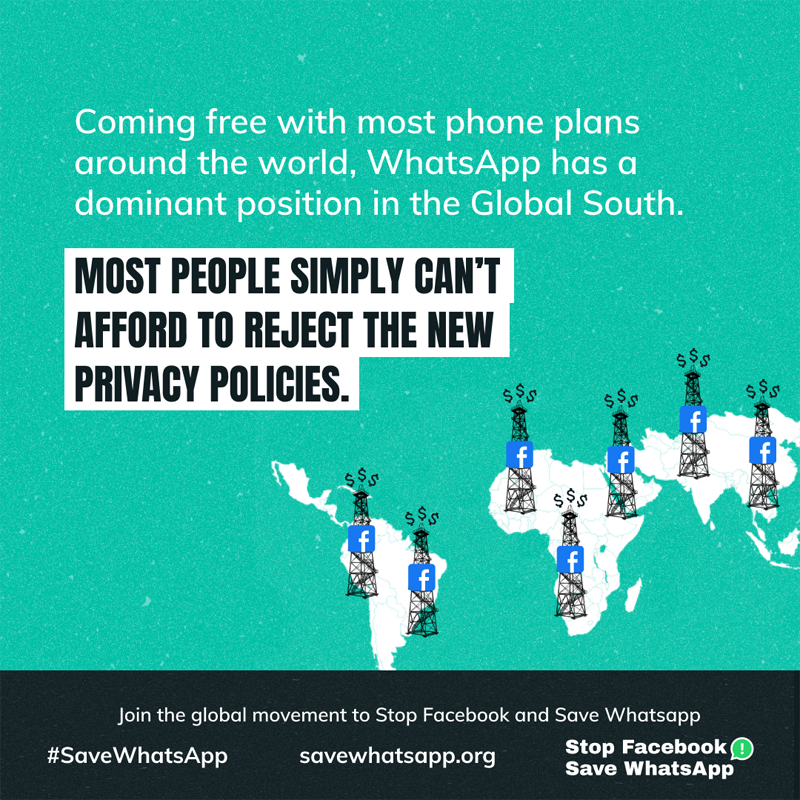 Coming free with most phone plans
around the world, WhatsApp has a
dominant position in the Global South.
MOST PEOPLE SIMPLY CAN'T
AFFORD TO REJECT THE NEW
PRIVACY POLICIES.
$$$
$$$
$$$
$$$
$$$
$$$
$$$
f
f
f
f
f
f
f
Join the global movement to Stop Facebook and Save Whatsapp
#SaveWhatsApp
savewhatsapp.org
Stop Facebook
Save WhatsApp